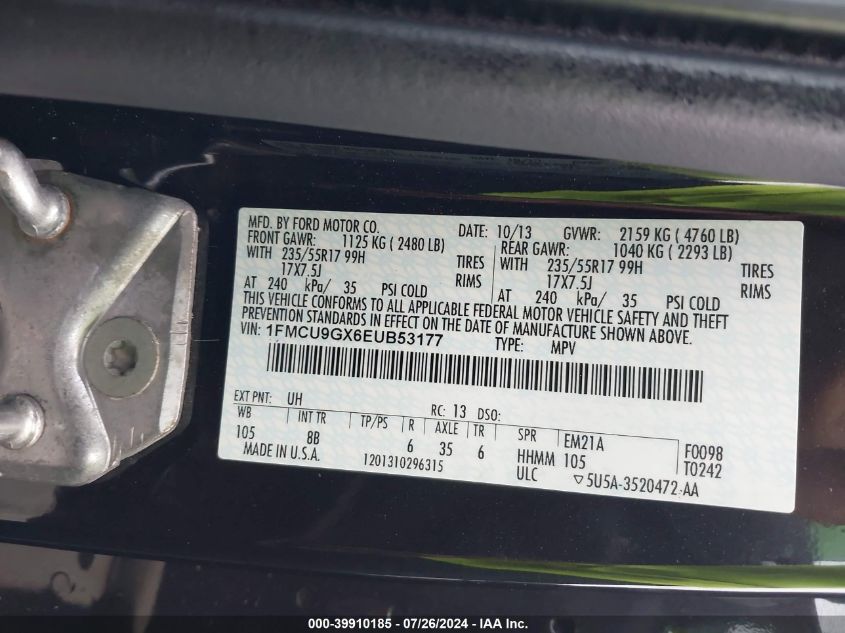 MFD. BY FORD MOTOR CO. DATE: 10/13 GVWR: 2159 KG ( 4760 LB)
FRONT GAWR: 1125 KG ( 2480 LB) REAR GAWR: 1040 KG ( 2293 LB)
WITH 235/55R17 99H TIRES WITH 235/55R17 99H TIRES
17X7.5J RIMS 17X7.5J RIMS
AT 240 kPa/ 35 PSI COLD AT 240 kPa/ 35 PSI COLD
THIS VEHICLE CONFORMS TO ALL APPLICABLE FEDERAL MOTOR VEHICLE SAFETY AND THEFT
PREVENTION STANDARDS IN EFFECT ON THE DATE OF MANUFACTURE SHOWN ABOVE.
VIN: 1FMCU9GX6EUB53177 TYPE: MPV
EXT PNT: UH RC: 13 DSO:
WB INT TR TP/PS R AXLE TR SPR EM21A F0098
105 8B 6 35 6 HHMM 105 T0242
MADE IN U.S.A. 1201310296315 ULC ▽5U5A-3520472-AA
000-39910185 - 07/26/2024 - IAA Inc.